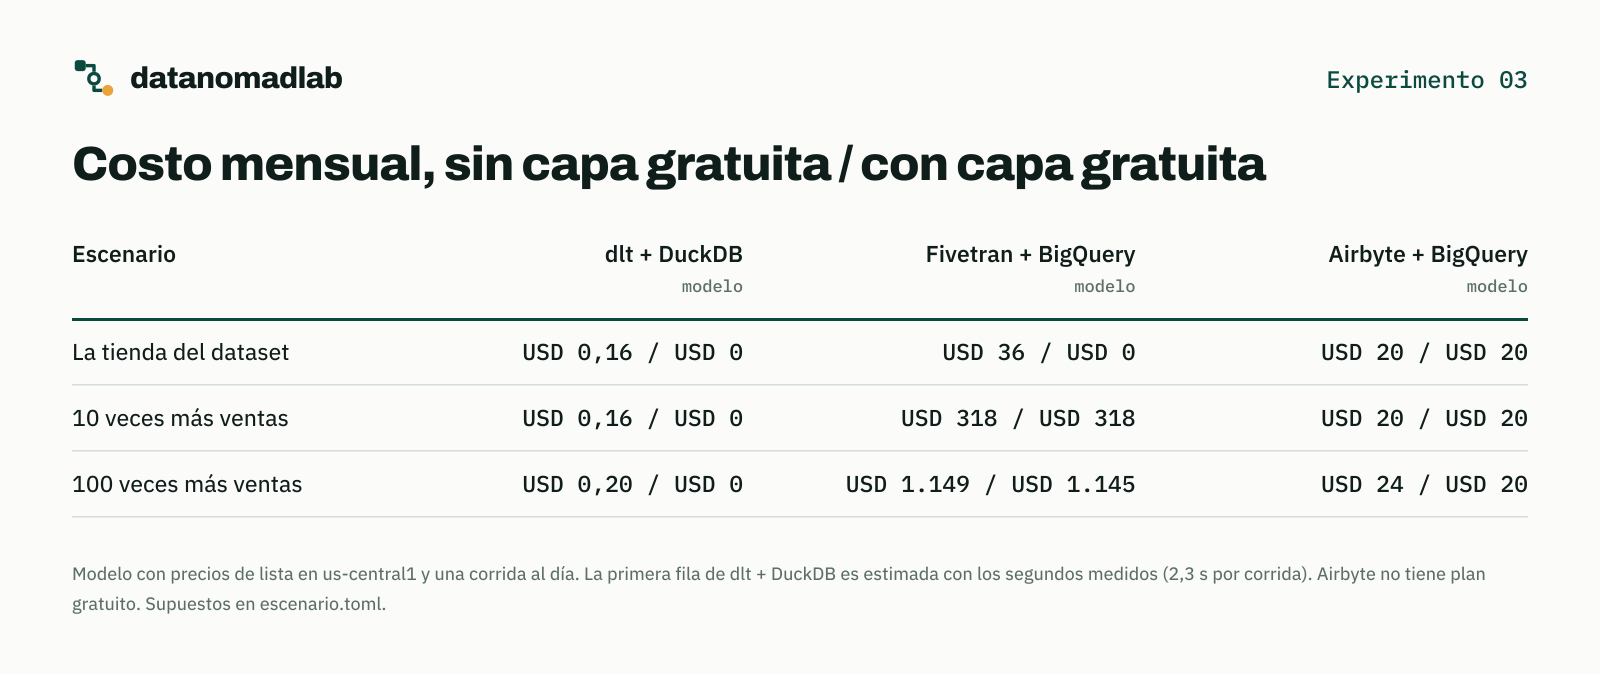 datanomadlab
Experimento 03
Costo mensual, sin capa gratuita / con capa gratuita
Escenario dlt + DuckDB Fivetran + BigQuery Airbyte + BigQuery
modelo modelo modelo
La tienda del dataset USD 0,16 / USD 0 USD 36 / USD 0 USD 20 / USD 20
10 veces más ventas USD 0,16 / USD 0 USD 318 / USD 318 USD 20 / USD 20
100 veces más ventas USD 0,20 / USD 0 USD 1.149 / USD 1.145 USD 24 / USD 20
Modelo con precios de lista en us-central1 y una corrida al día. La primera fila de dlt + DuckDB es estimada con los segundos medidos (2,3 s por corrida). Airbyte no tiene plan
gratuito. Supuestos en escenario.toml.